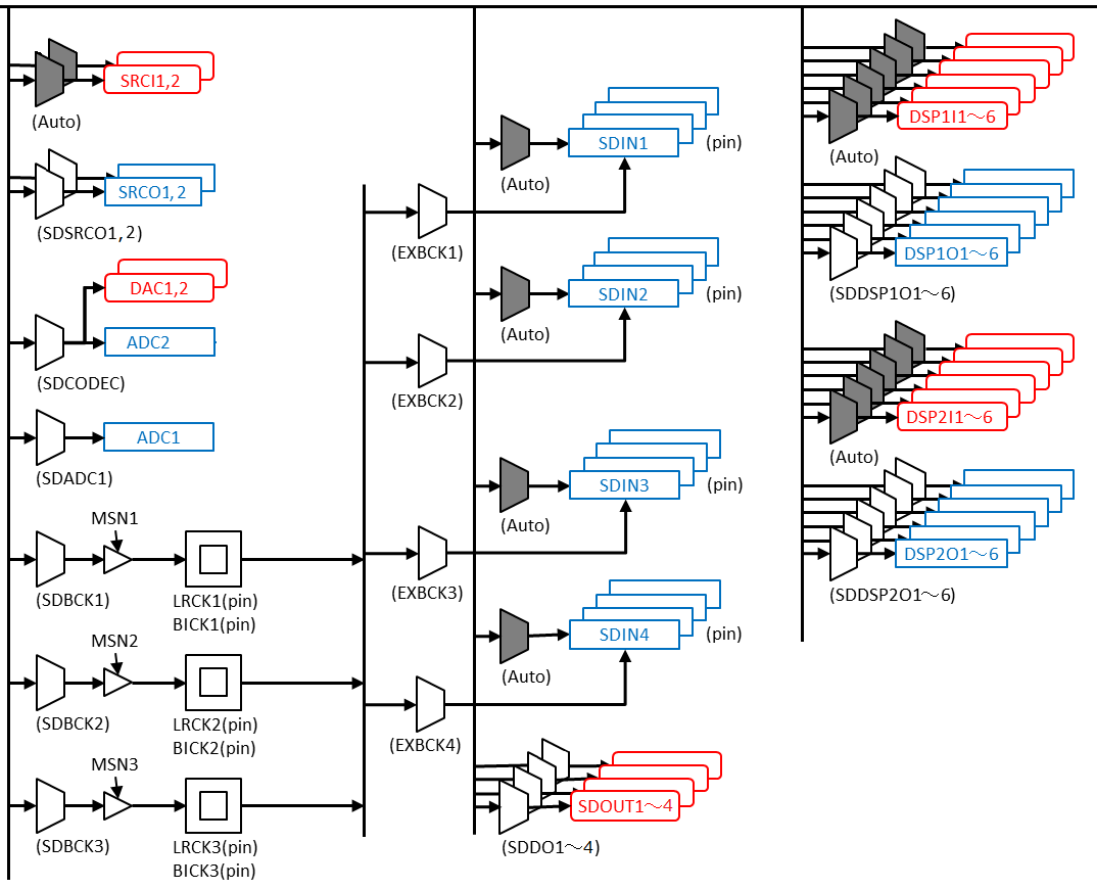 SRCI1,2
(Auto)
SRCO1,2
(SDSRCO1,2)
DAC1,2
ADC2
(SDCODEC)
ADC1
(SDADC1)
MSN1
(SDBCK1)
LRCK1(pin)
BICK1(pin)
MSN2
(SDBCK2)
LRCK2(pin)
BICK2(pin)
MSN3
(SDBCK3)
LRCK3(pin)
BICK3(pin)
(EXBCK1)
(EXBCK2)
(EXBCK3)
(EXBCK4)
SDIN1
(pin)
(Auto)
SDIN2
(pin)
(Auto)
SDIN3
(pin)
(Auto)
SDIN4
(pin)
(Auto)
SDOUT1~4
(SDDO1~4)
DSP1I1~6
(Auto)
DSP1O1~6
(SDDSP1O1~6)
DSP2I1~6
(Auto)
DSP2O1~6
(SDDSP2O1~6)